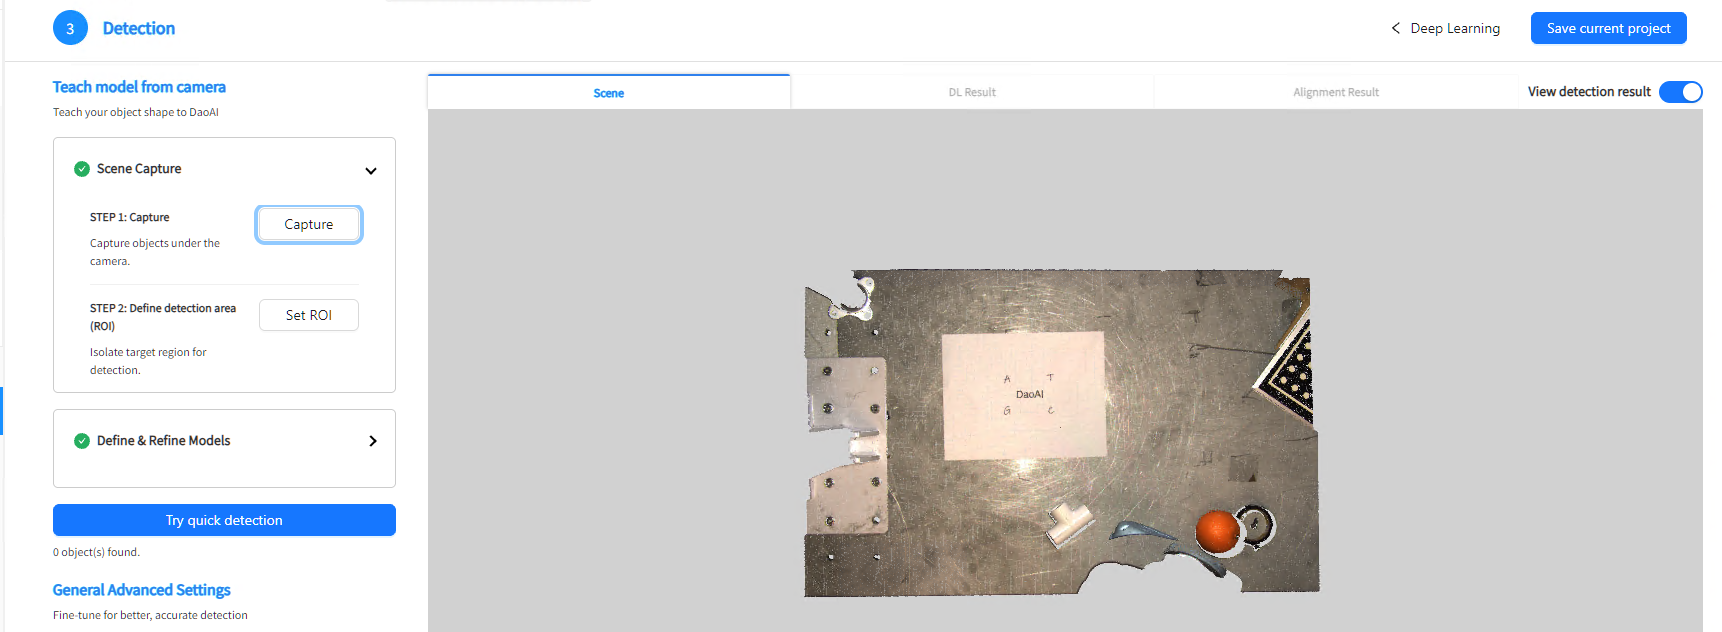 3 Detection
Deep Learning
Save current project
Teach model from camera
Teach your object shape to DaoAI
Scene Capture
STEP 1: Capture
Capture objects under the
camera.
Capture
STEP 2: Define detection area
(ROI)
Isolate target region for
detection.
Set ROI
Define & Refine Models
Try quick detection
0 object(s) found.
General Advanced Settings
Fine-tune for better, accurate detection
Scene
DL Result
Alignment Result
View detection result
A T
DaoAI
G C